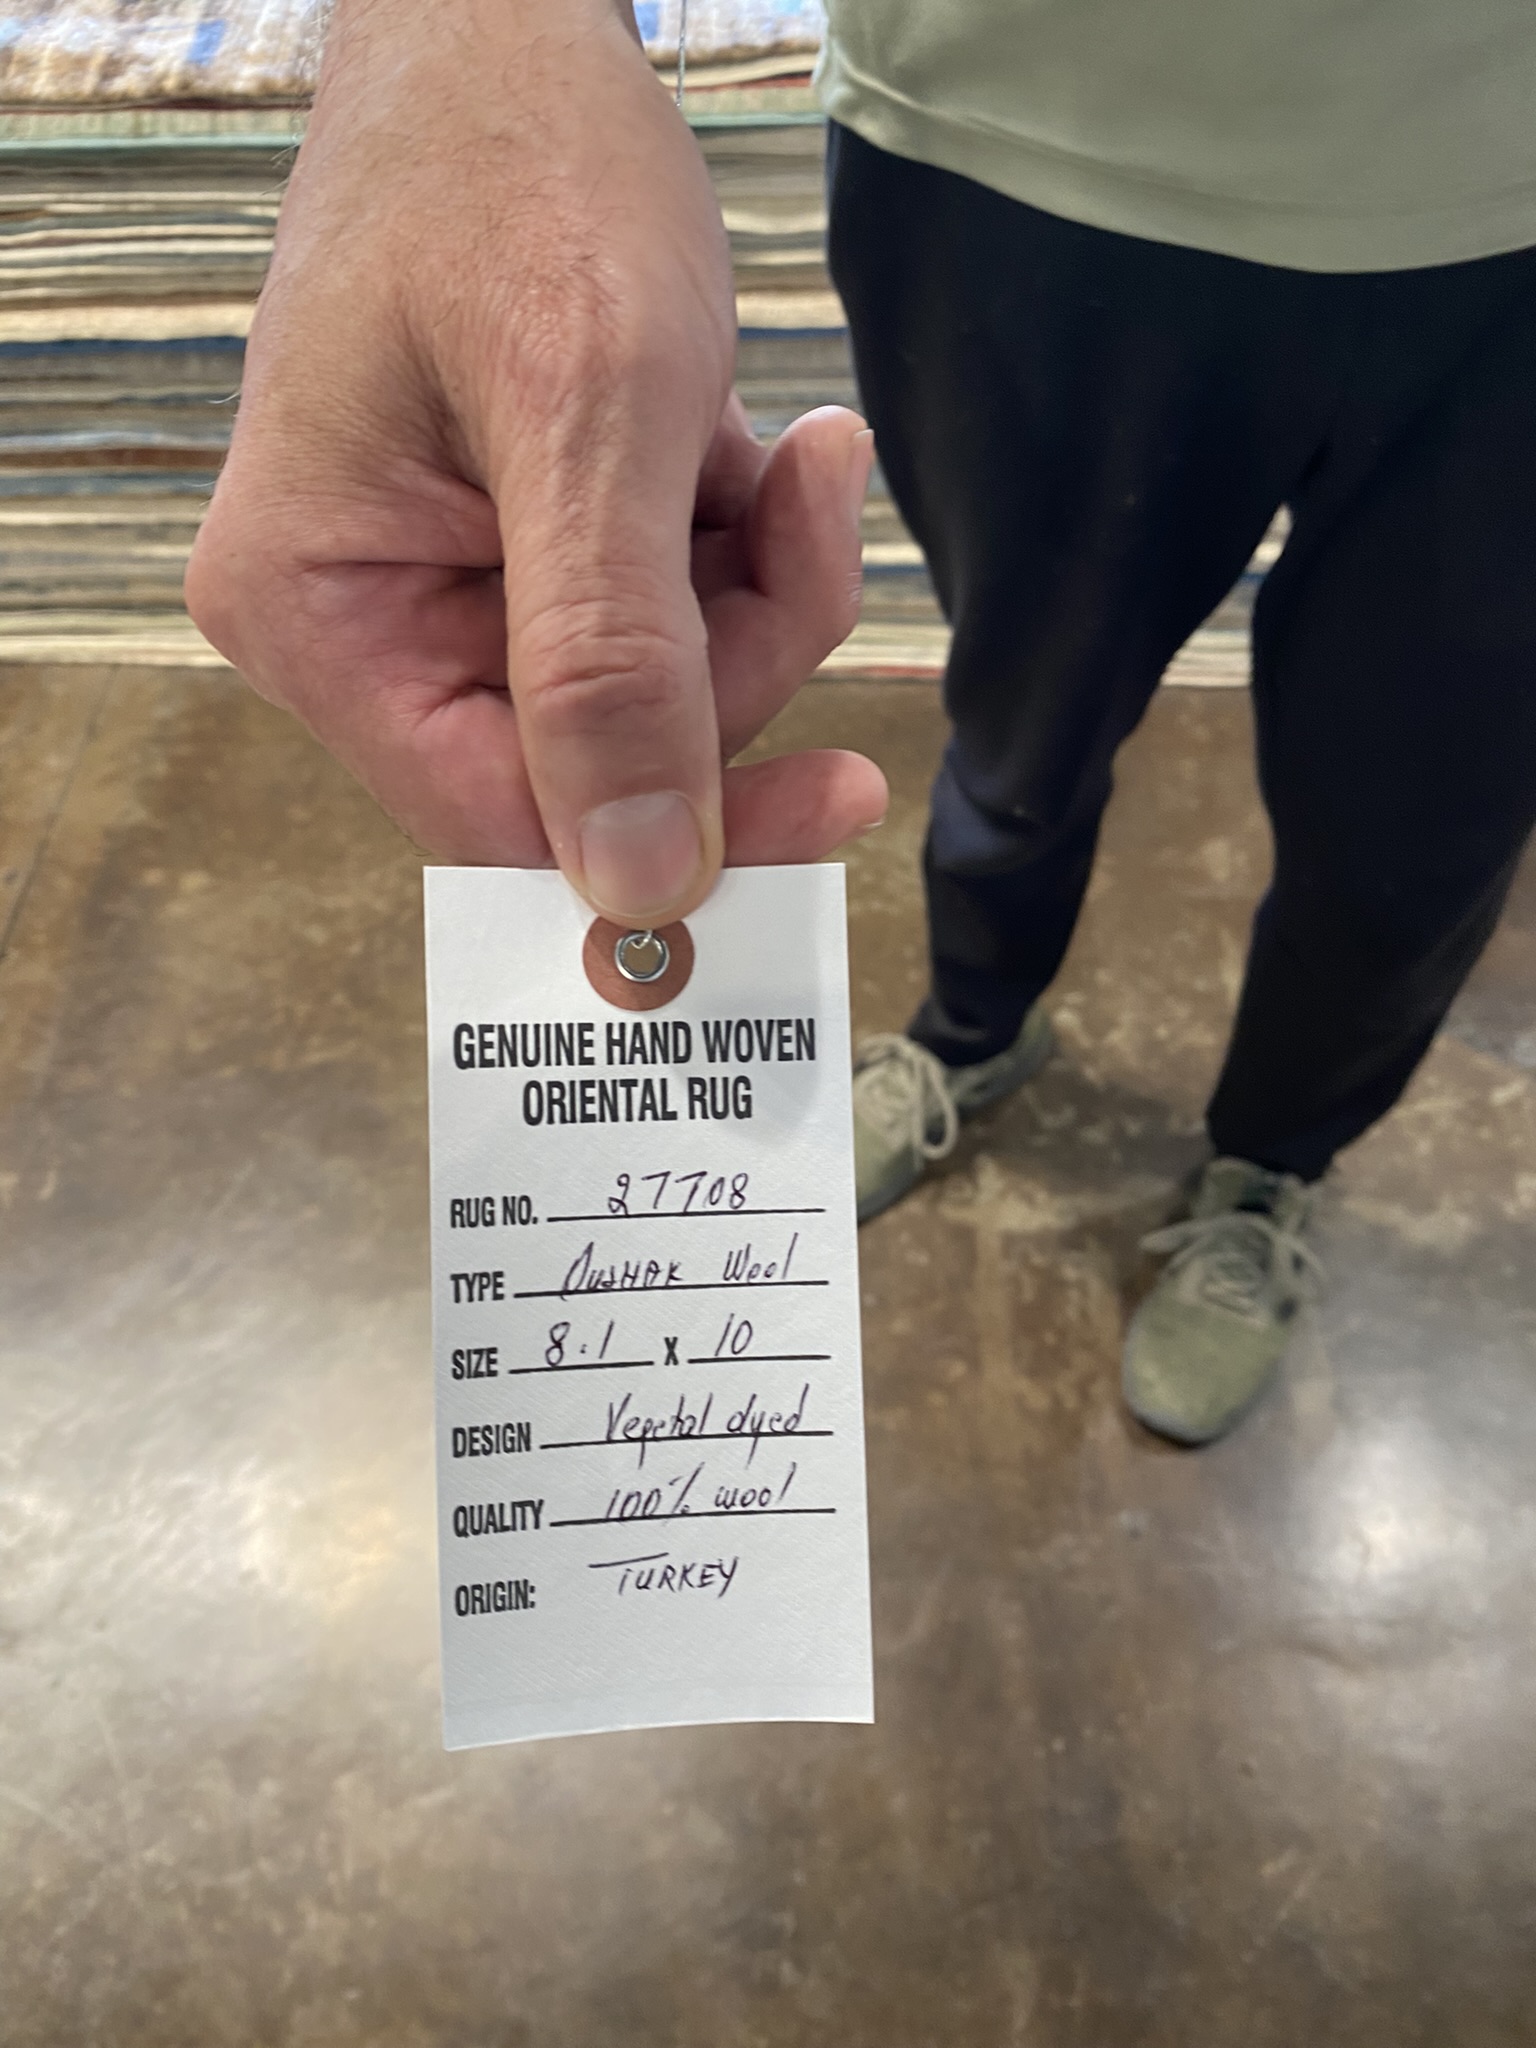 GENUINE HAND WOVEN
ORIENTAL RUG
RUG NO. 27708
TYPE OUSHAK Wool
SIZE 8.1 X 10
DESIGN Vegetal dyed
QUALITY 100% wool
ORIGIN: TURKEY